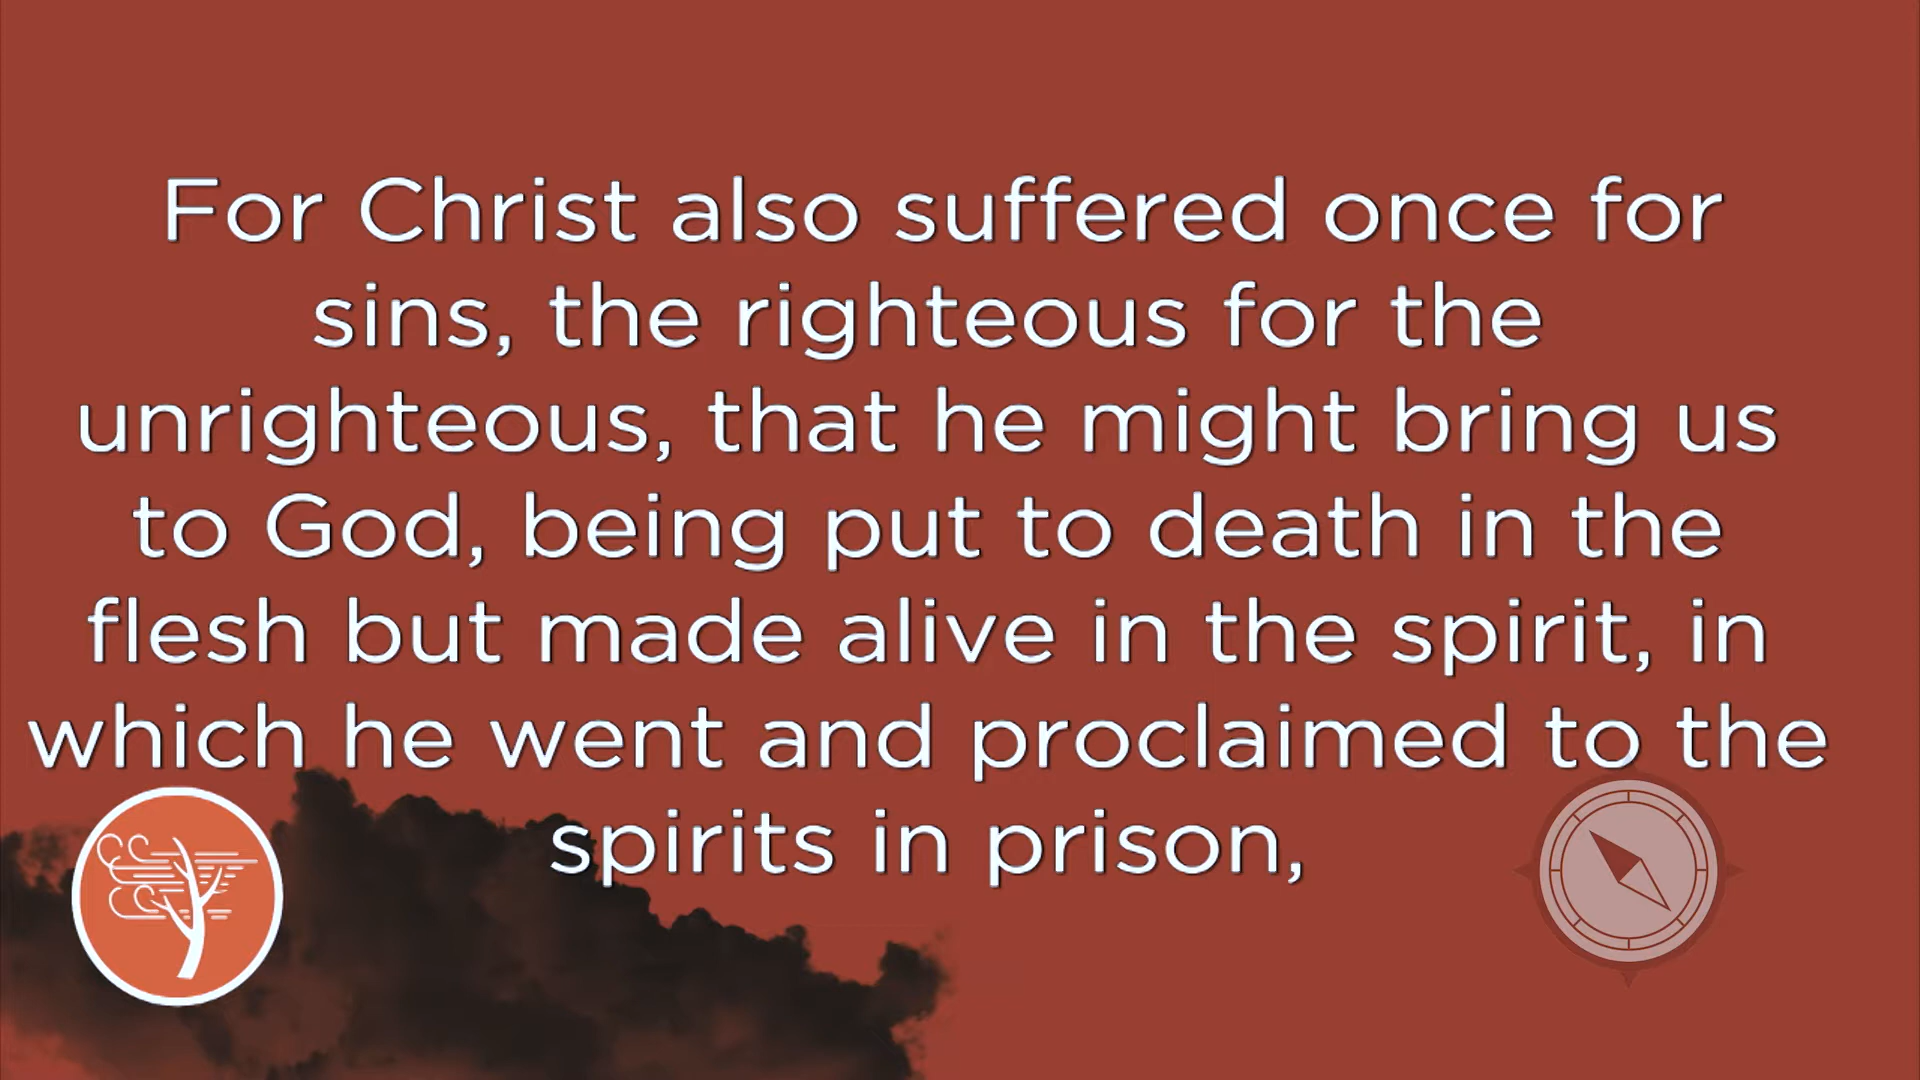 For Christ also suffered once for
sins, the righteous for the
unrighteous, that he might bring us
to God, being put to death in the
flesh but made alive in the spirit, in
which he went and proclaimed to the
spirits in prison,